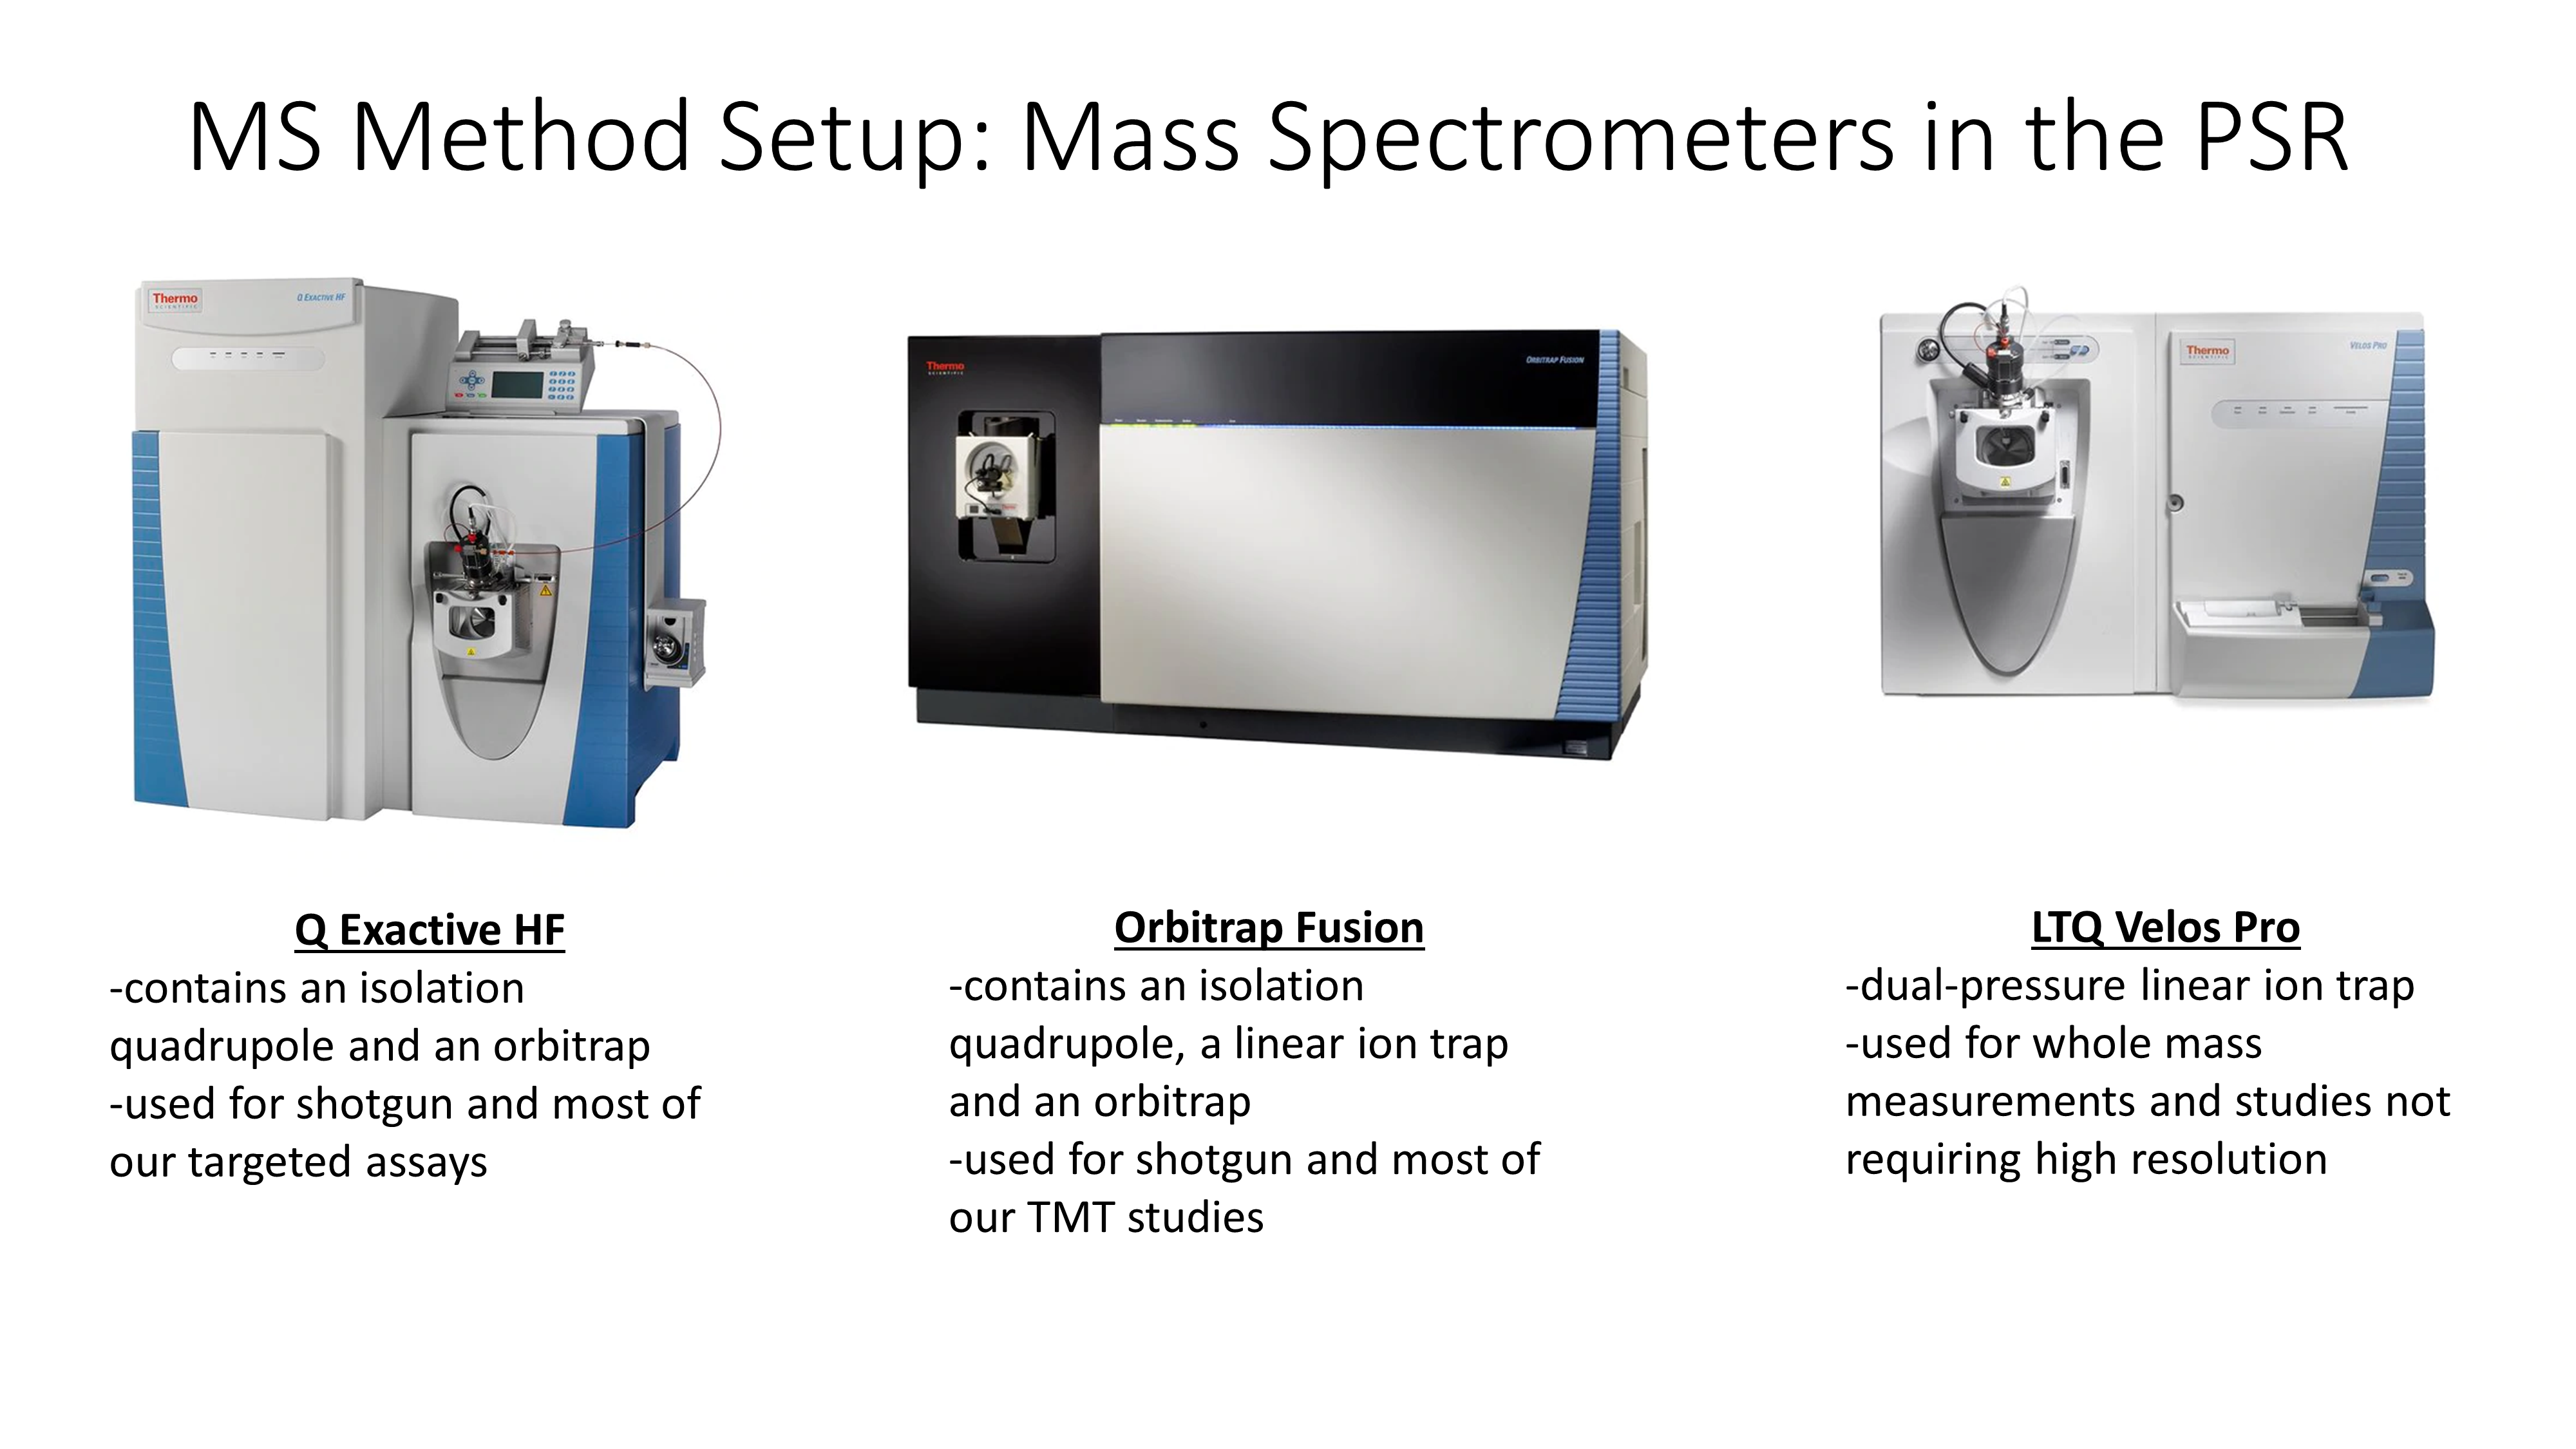 MS Method Setup: Mass Spectrometers in the PSR
Thermo
SCIENTIFIC
Q EXACTIVE HF
Thermo
SCIENTIFIC
ORBITRAP FUSION
Thermo
SCIENTIFIC
VELOS PRO
Q Exactive HF
-contains an isolation
quadrupole and an orbitrap
-used for shotgun and most of
our targeted assays
Orbitrap Fusion
-contains an isolation
quadrupole, a linear ion trap
and an orbitrap
-used for shotgun and most of
our TMT studies
LTQ Velos Pro
-dual-pressure linear ion trap
-used for whole mass
measurements and studies not
requiring high resolution